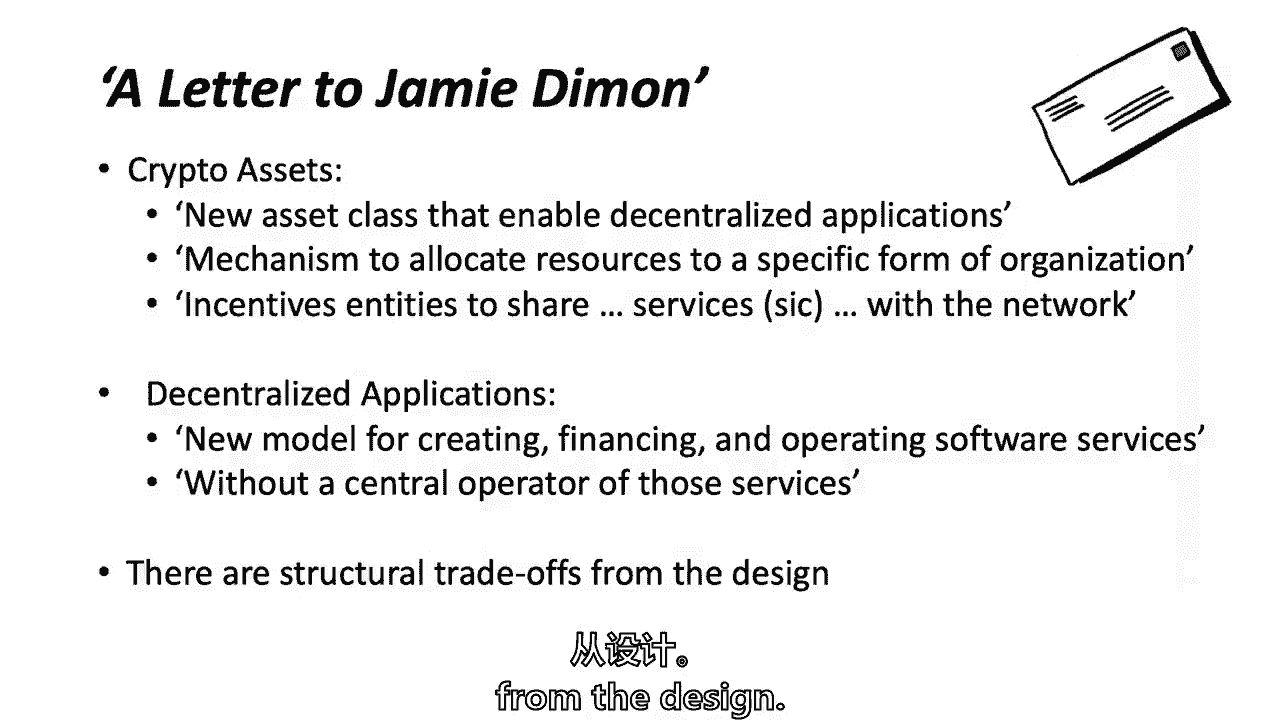 ‘A Letter to Jamie Dimon’
• Crypto Assets:
• ‘New asset class that enable decentralized applications’
• ‘Mechanism to allocate resources to a specific form of organization’
• ‘Incentives entities to share … services (sic) … with the network’
• Decentralized Applications:
• ‘New model for creating, financing, and operating software services’
• ‘Without a central operator of those services’
• There are structural trade-offs from the design
从设计。
from the design.